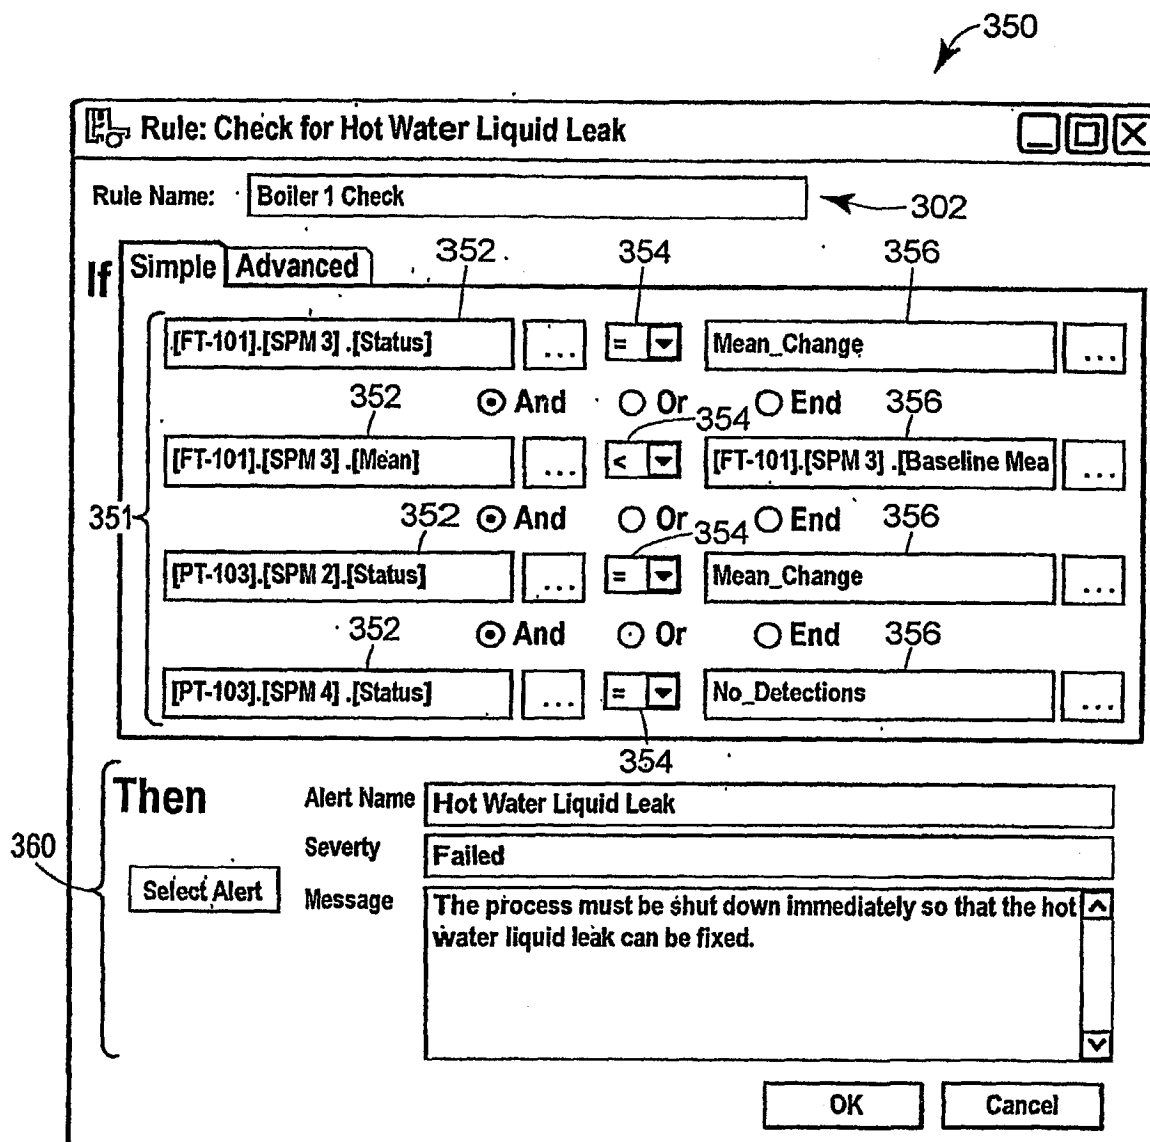 350
Rule: Check for Hot Water Liquid Leak
Rule Name: Boiler 1 Check 302
352 354 356
If Simple Advanced
[FT-101].[SPM 3] .[Status] ... = Mean_Change ...
352 And Or 354 End 356
[FT-101].[SPM 3] .[Mean] ... < [FT-101].[SPM 3] .[Baseline Mea ...
351 352 And Or 354 End 356
[PT-103].[SPM 2].[Status] ... = Mean_Change ...
352 And Or End 356
[PT-103].[SPM 4] .[Status] ... = No_Detections ...
354
Then Alert Name Hot Water Liquid Leak
360 Severty Failed
Select Alert Message The process must be shut down immediately so that the hot
water liquid leak can be fixed.
OK Cancel